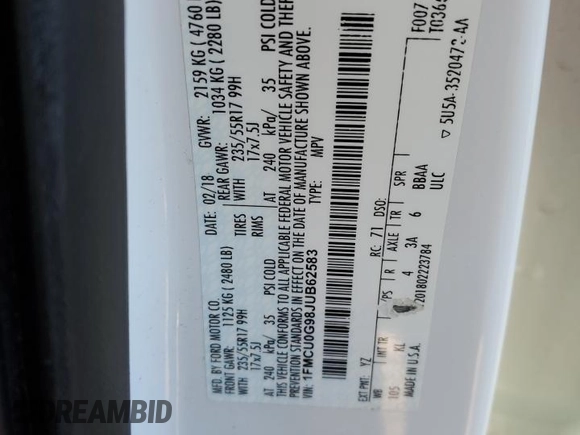 MFD. BY FORD MOTOR CO.
DATE: 02/18 GVWR: 2159 KG ( 4760
FRONT GAWR: 1125 KG ( 2480 LB) REAR GAWR: 1034 KG ( 2280 LB)
WITH 235/55R17 99H TIRES WITH 235/55R17 99H
17x7.5J RIMS 17x7.5J
AT 240 kPa/ 35 PSI COLD AT 240 kPa/ 35 PSI COLD
THIS VEHICLE CONFORMS TO ALL APPLICABLE FEDERAL MOTOR VEHICLE SAFETY AND THEF
IN EFFECT ON THE DATE OF MANUFACTURE SHOWN ABOVE.
VIN: 1FMCU0G98JUB62583 TYPE: MPV
EXT PNT: YZ RC: 71 DSO: F007
WB INT TR PS R AXLE TR SPR T0366
105 KL 4 3A 6 BBAA
MADE IN U.S.A. 7201802223784 ULC
▽ 5U5A-3520472-AA
DREAMBID